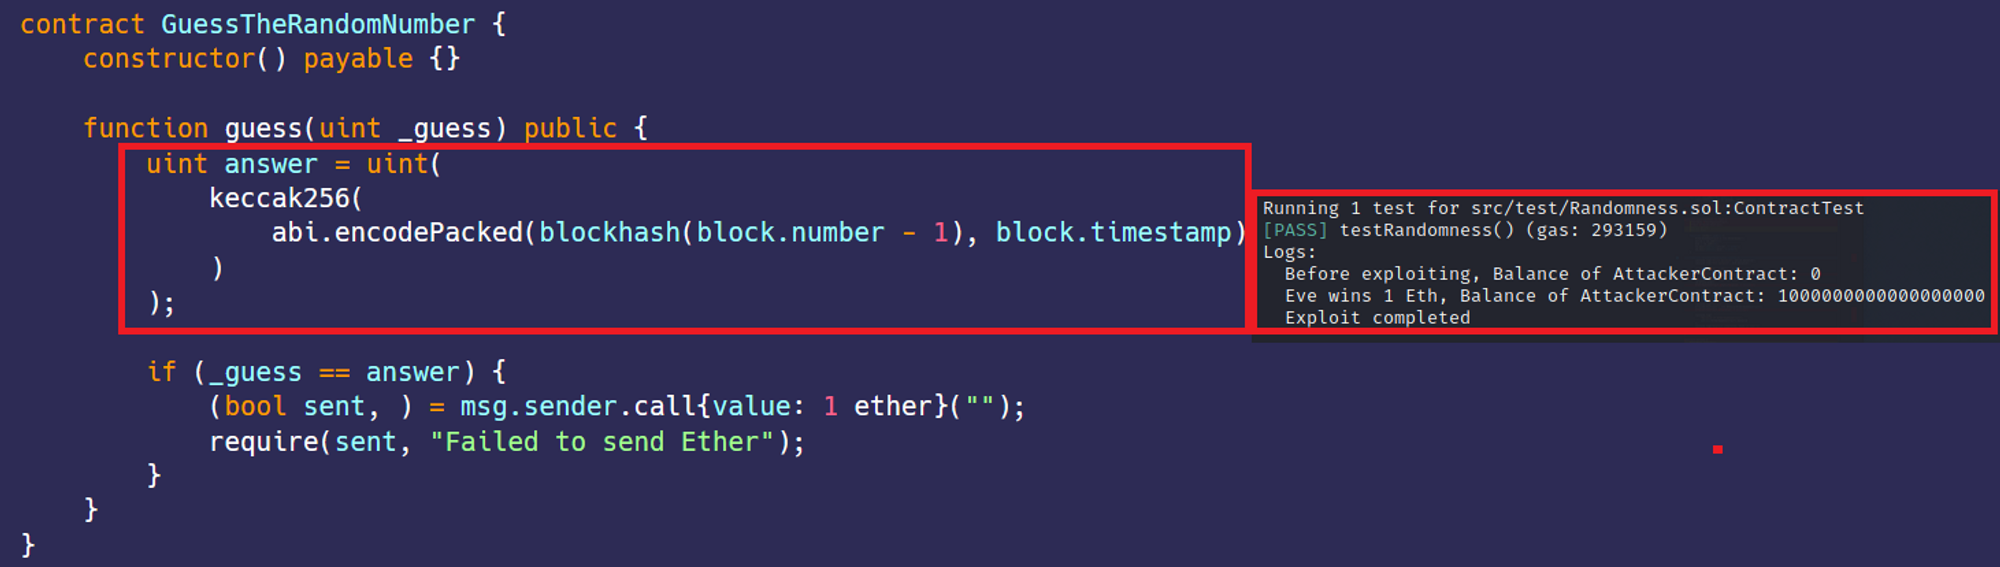 contract GuessTheRandomNumber {
    constructor() payable {}
    function guess(uint _guess) public {
        uint answer = uint(
            keccak256(
                abi.encodePacked(blockhash(block.number - 1), block.timestamp)
            )
        );
        if (_guess == answer) {
            (bool sent, ) = msg.sender.call{value: 1 ether}("");
            require(sent, "Failed to send Ether");
        }
    }
}
Running 1 test for src/test/Randomness.sol:ContractTest
[PASS] testRandomness() (gas: 293159)
Logs:
  Before exploiting, Balance of AttackerContract: 0
  Eve wins 1 Eth, Balance of AttackerContract: 1000000000000000000
  Exploit completed